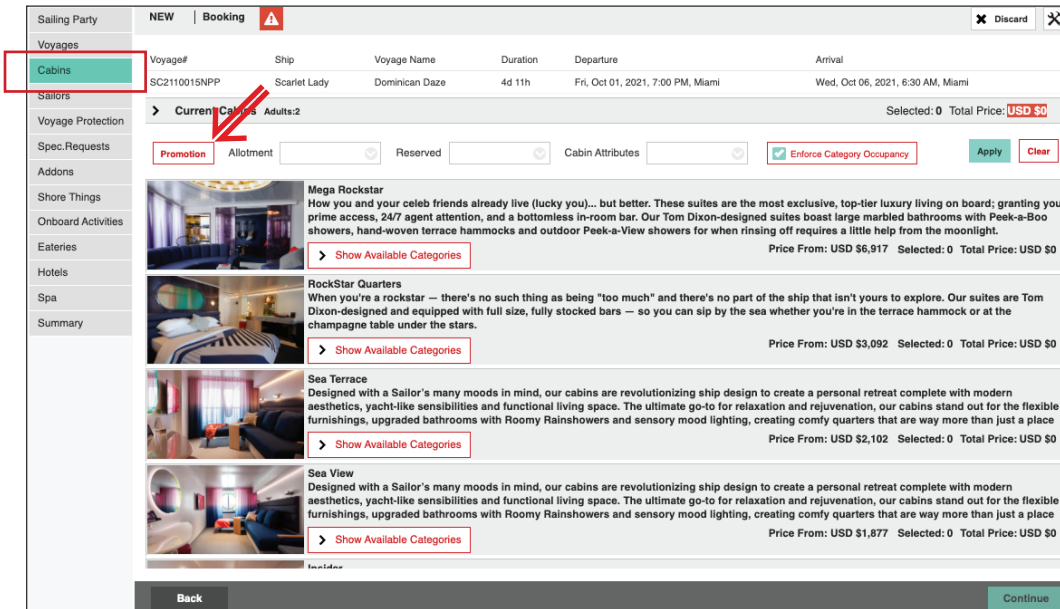 Sailing Party
Voyages
Cabins
Sailors
Voyage Protection
Spec.Requests
Addons
Shore Things
Onboard Activities
Eateries
Hotels
Spa
Summary
NEW | Booking
Discard
Voyage# Ship Voyage Name Duration Departure Arrival
SC2110015NPP Scarlet Lady Dominican Daze 4d 11h Fri, Oct 01, 2021, 7:00 PM, Miami Wed, Oct 06, 2021, 6:30 AM, Miami
Current Cabins Adults:2 Selected: 0 Total Price: USD $0
Promotion Allotment Reserved Cabin Attributes Enforce Category Occupancy Apply Clear
Mega Rockstar
How you and your celeb friends already live (lucky you)... but better. These suites are the most exclusive, top-tier luxury living on board; granting you
prime access, 24/7 agent attention, and a bottomless in-room bar. Our Tom Dixon-designed suites boast large marbled bathrooms with Peek-a-Boo
showers, hand-woven terrace hammocks and outdoor Peek-a-View showers for when rinsing off requires a little help from the moonlight.
Show Available Categories Price From: USD $6,917 Selected: 0 Total Price: USD $0
RockStar Quarters
When you're a rockstar — there's no such thing as being "too much" and there's no part of the ship that isn't yours to explore. Our suites are Tom
Dixon-designed and equipped with full size, fully stocked bars — so you can sip by the sea whether you're in the terrace hammock or at the
champagne table under the stars.
Show Available Categories Price From: USD $3,092 Selected: 0 Total Price: USD $0
Sea Terrace
Designed with a Sailor's many moods in mind, our cabins are revolutionizing ship design to create a personal retreat complete with modern
aesthetics, yacht-like sensibilities and functional living space. The ultimate go-to for relaxation and rejuvenation, our cabins stand out for the flexible
furnishings, upgraded bathrooms with Roomy Rainshowers and sensory mood lighting, creating comfy quarters that are way more than just a place
Show Available Categories Price From: USD $2,102 Selected: 0 Total Price: USD $0
Sea View
Designed with a Sailor's many moods in mind, our cabins are revolutionizing ship design to create a personal retreat complete with modern
aesthetics, yacht-like sensibilities and functional living space. The ultimate go-to for relaxation and rejuvenation, our cabins stand out for the flexible
furnishings, upgraded bathrooms with Roomy Rainshowers and sensory mood lighting, creating comfy quarters that are way more than just a place
Show Available Categories Price From: USD $1,877 Selected: 0 Total Price: USD $0
Insider
Back Continue